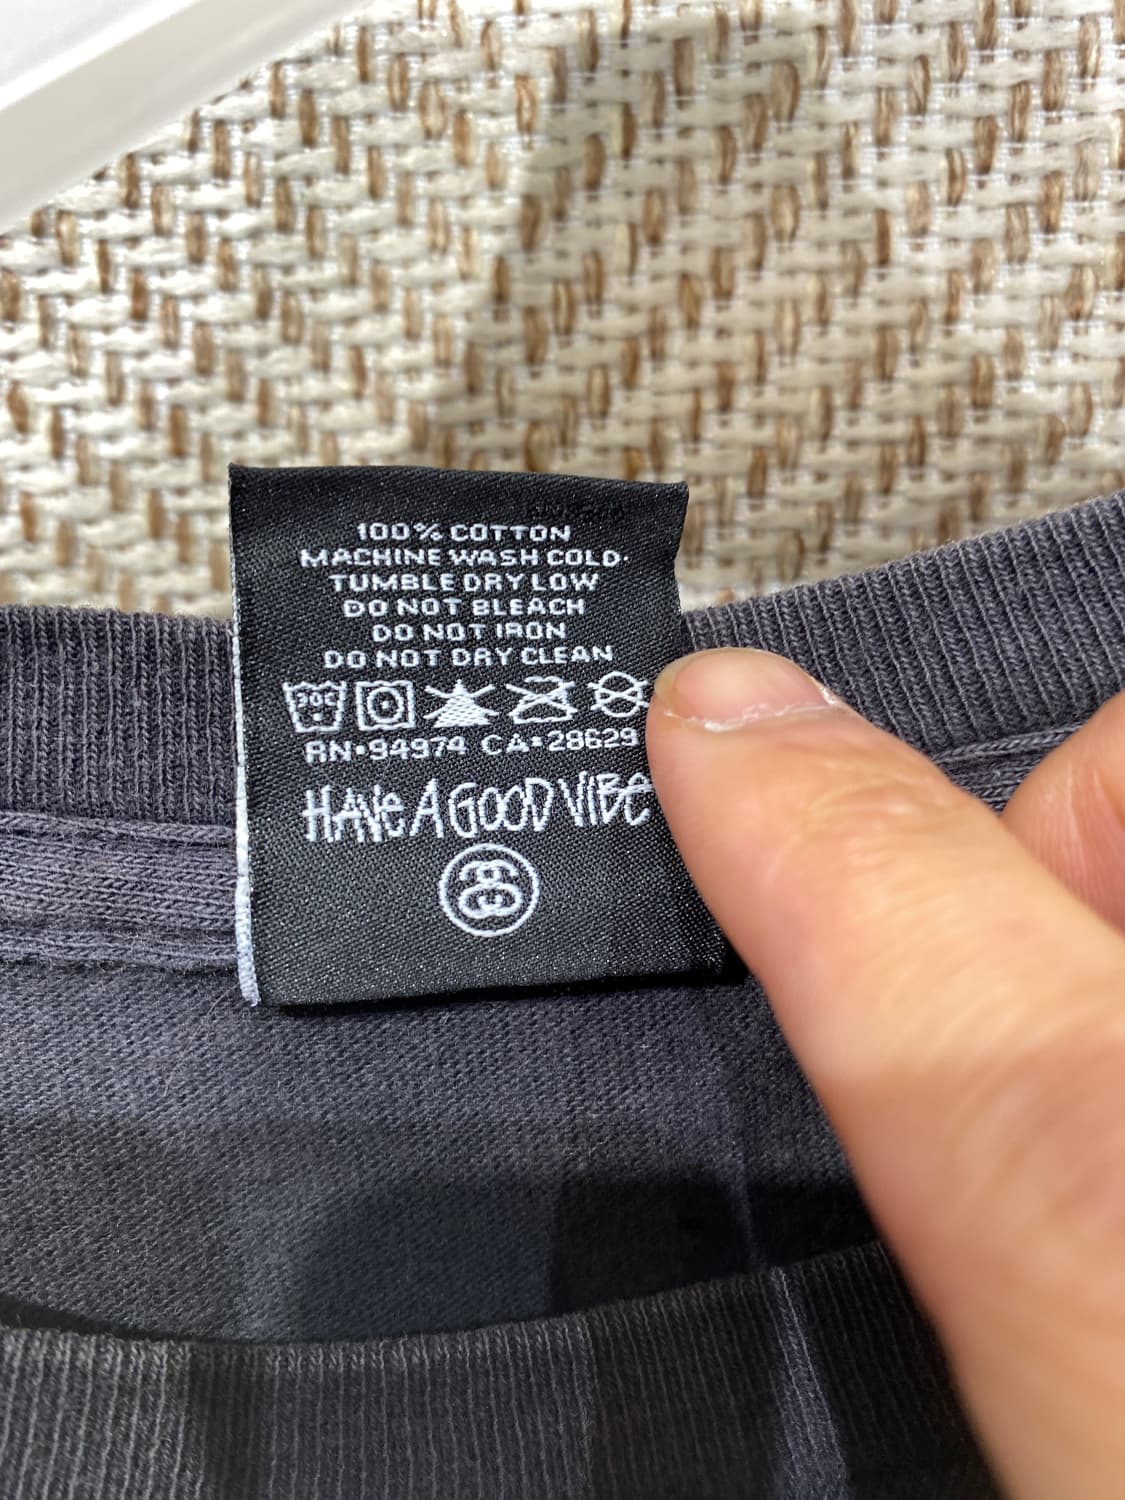 100% COTTON
MACHINE WASH COLD
TUMBLE DRY LOW
DO NOT BLEACH
DO NOT IRON
DO NOT DRY CLEAN
30C
RN•94974 CA•28629
HAVE A GOOD VIBE